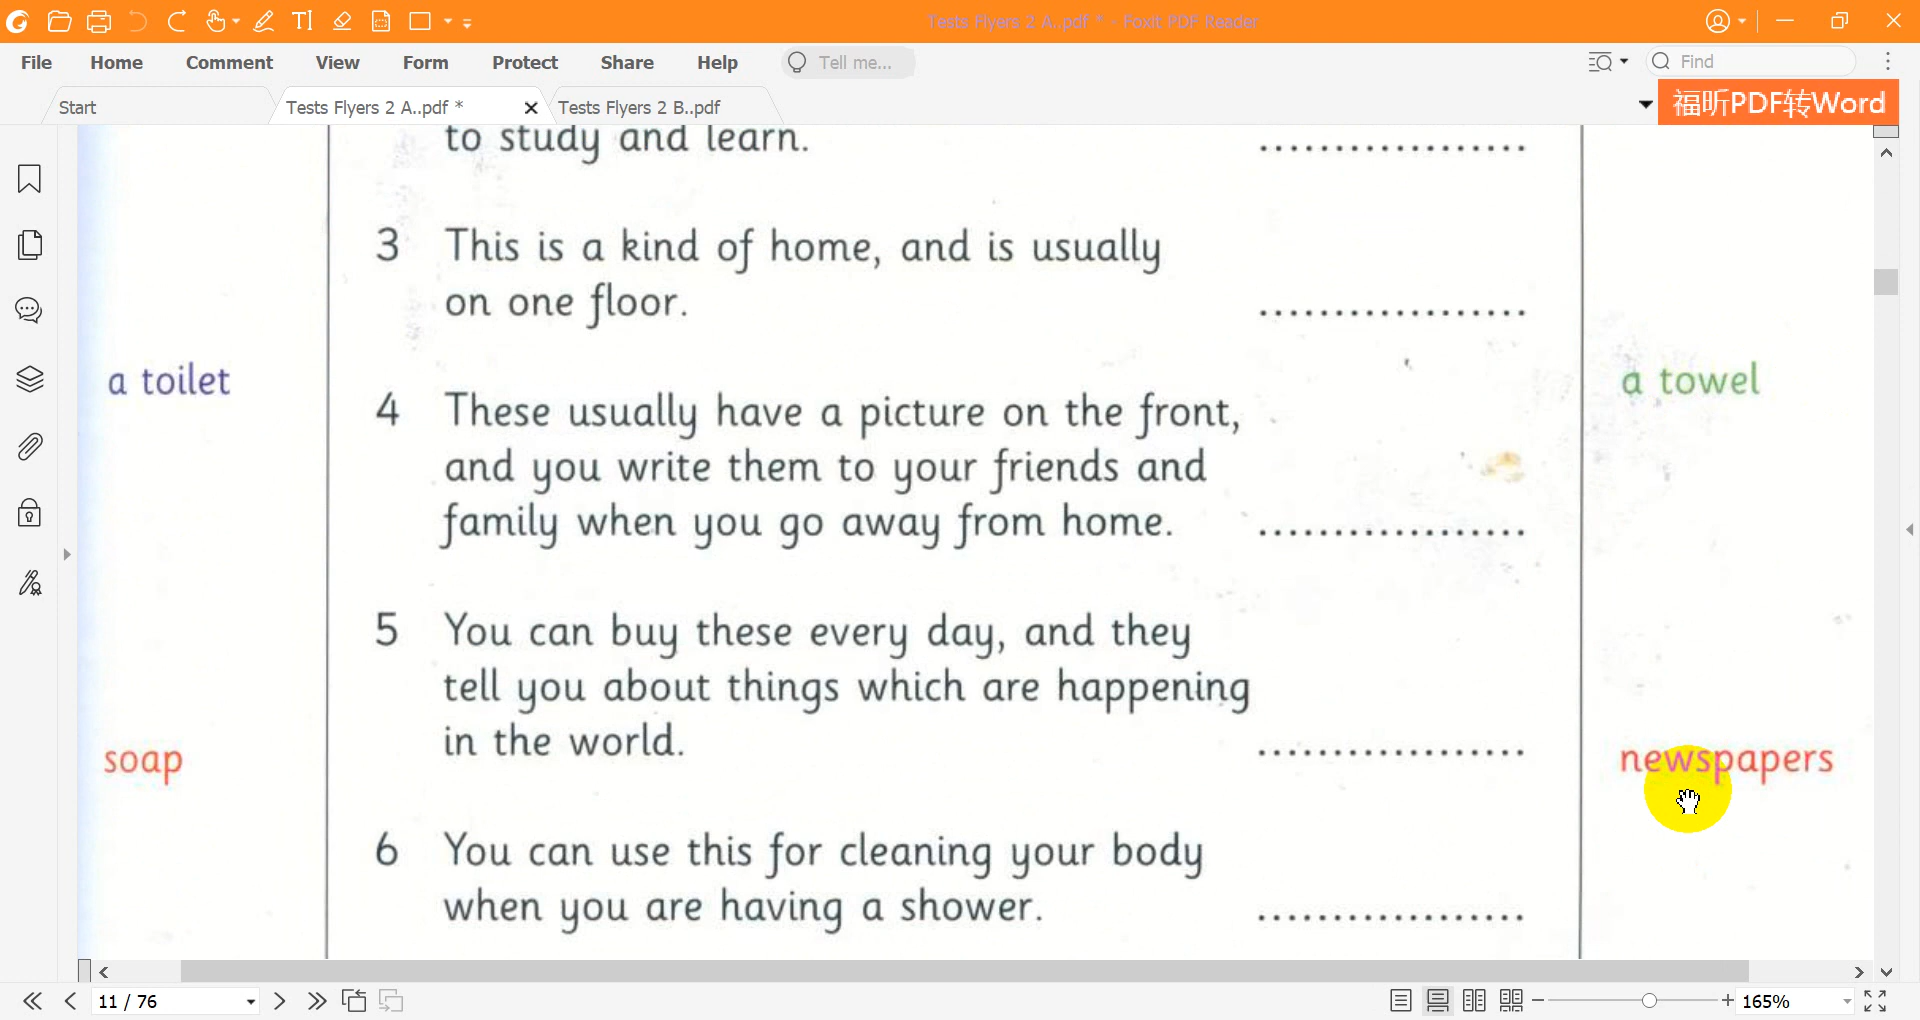 Tests Flyers 2 A..pdf * - Foxit PDF Reader
File Home Comment View Form Protect Share Help Tell me... Find
Start Tests Flyers 2 A..pdf * Tests Flyers 2 B..pdf 福昕PDF转Word
to study and learn. ..................
3 This is a kind of home, and is usually
on one floor. ..................
a toilet
a towel
4 These usually have a picture on the front,
and you write them to your friends and
family when you go away from home. ..................
5 You can buy these every day, and they
tell you about things which are happening
in the world. ..................
soap
newspapers
6 You can use this for cleaning your body
when you are having a shower. ..................
11 / 76 165%